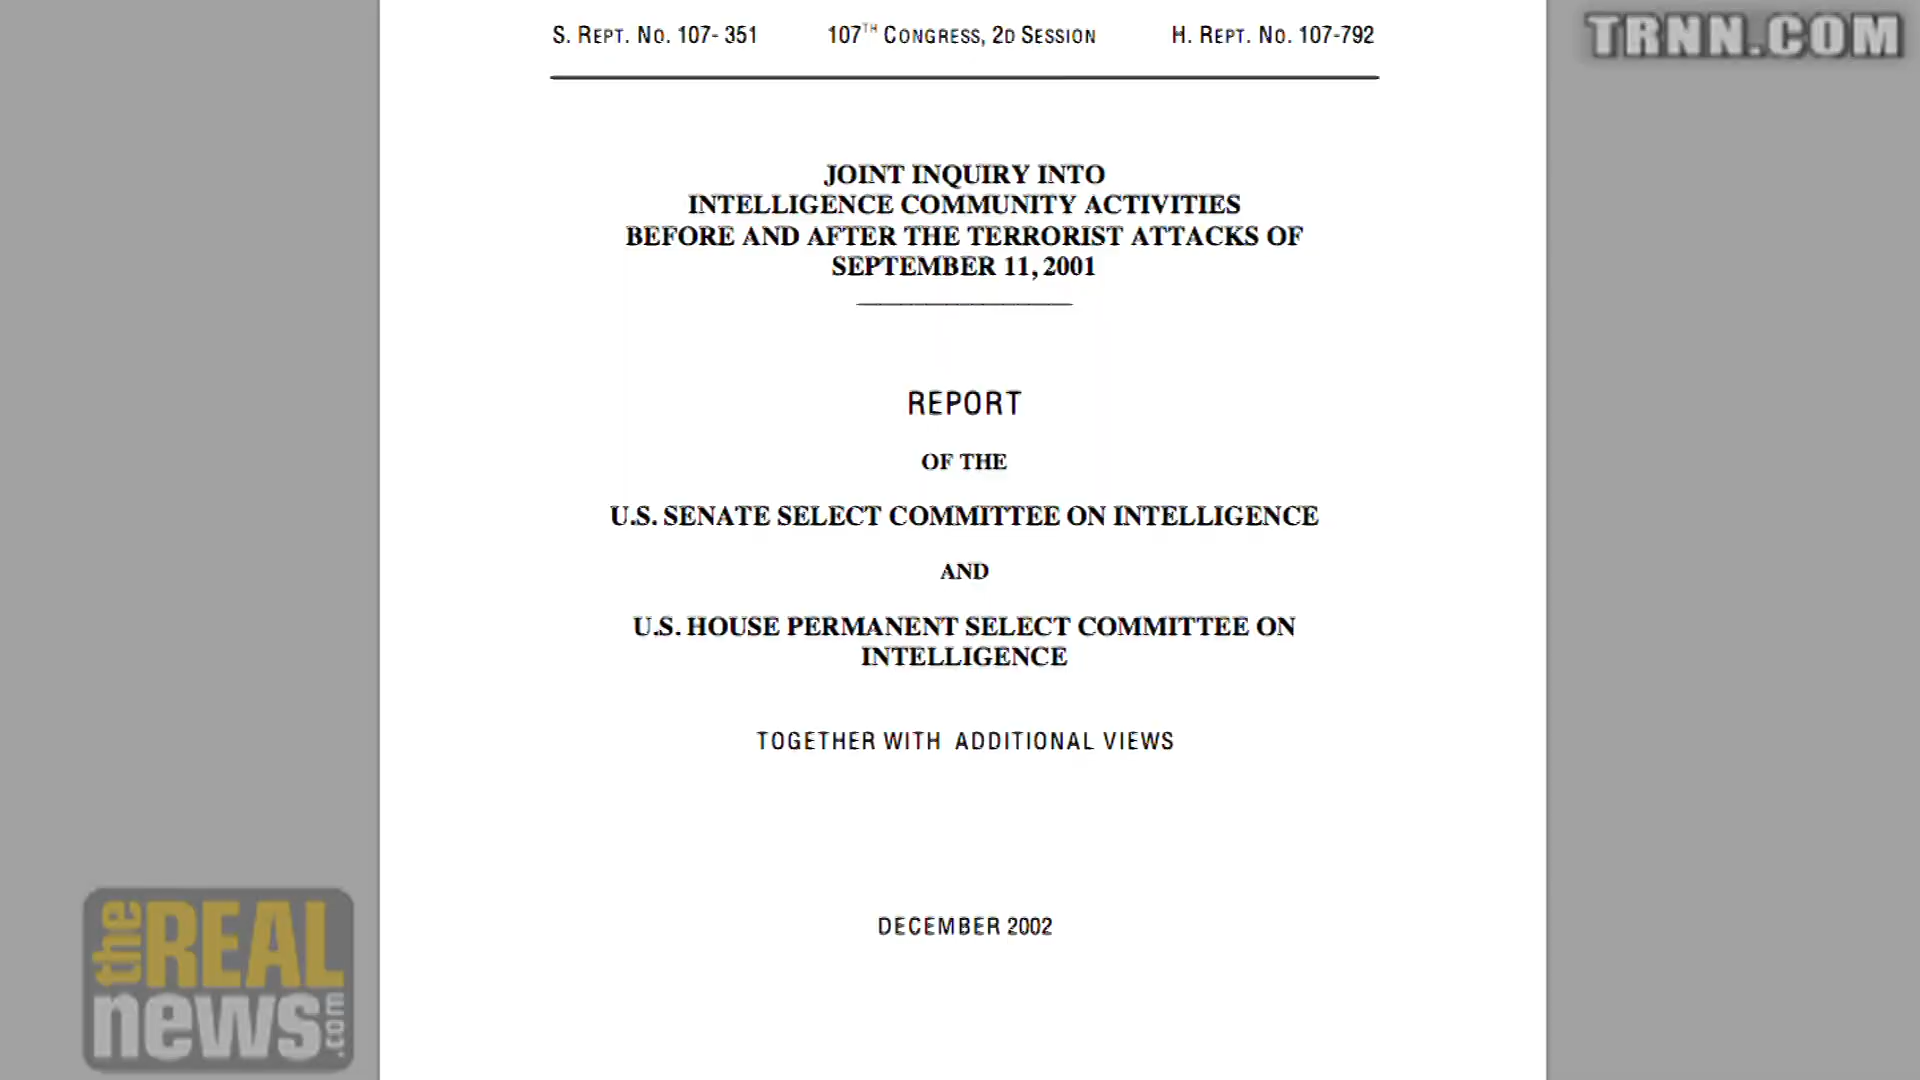 S. REPT. NO. 107- 351 107TH CONGRESS, 2D SESSION H. REPT. NO. 107-792
TRNN.COM
JOINT INQUIRY INTO
INTELLIGENCE COMMUNITY ACTIVITIES
BEFORE AND AFTER THE TERRORIST ATTACKS OF
SEPTEMBER 11, 2001
REPORT
OF THE
U.S. SENATE SELECT COMMITTEE ON INTELLIGENCE
AND
U.S. HOUSE PERMANENT SELECT COMMITTEE ON
INTELLIGENCE
TOGETHER WITH ADDITIONAL VIEWS
DECEMBER 2002
the REAL
news.com